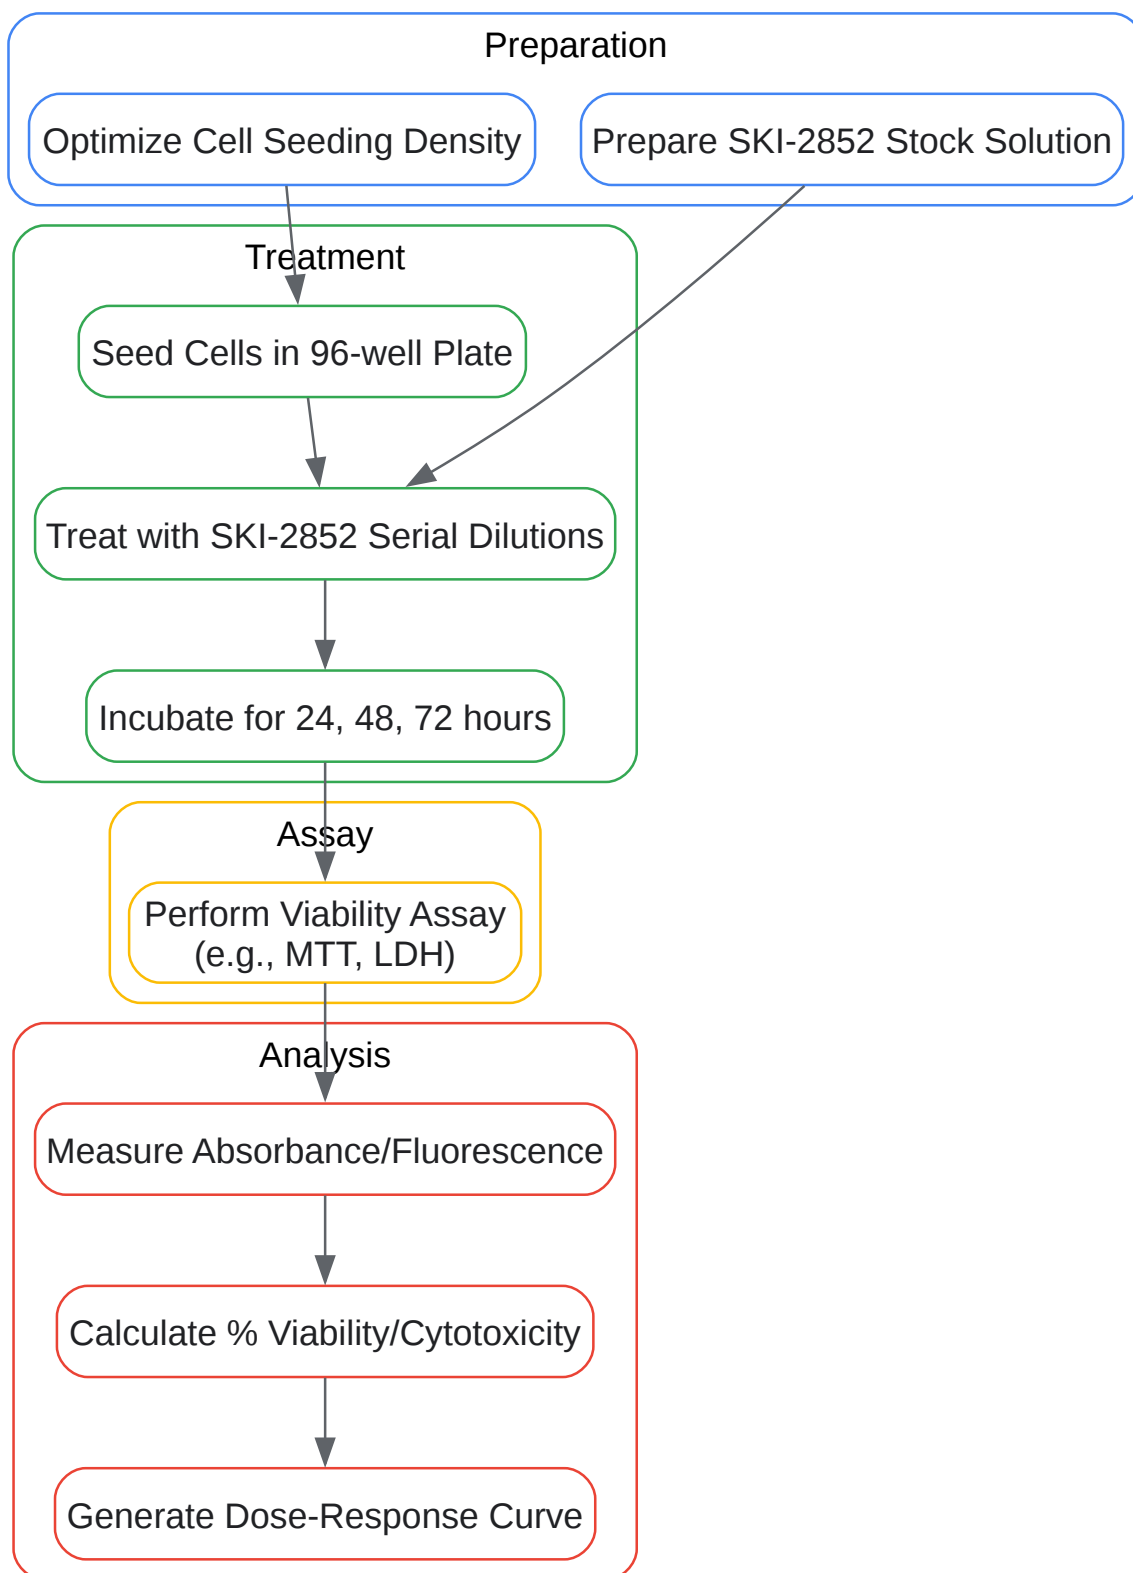 Preparation
Optimize Cell Seeding Density
Prepare SKI-2852 Stock Solution
Treatment
Seed Cells in 96-well Plate
Treat with SKI-2852 Serial Dilutions
Incubate for 24, 48, 72 hours
Assay
Perform Viability Assay
(e.g., MTT, LDH)
Analysis
Measure Absorbance/Fluorescence
Calculate % Viability/Cytotoxicity
Generate Dose-Response Curve